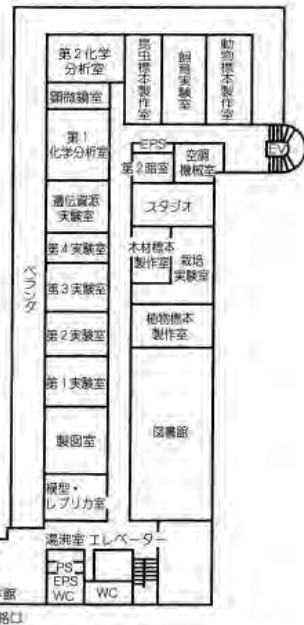 第2化学
分析室
昆虫標本製作室
飼育実験室
動物標本製作室
顕微鏡室
第1
化学分析室
EPS
第2暗室
空調
機械室
EV
遺伝資源
実験室
スタジオ
第4実験室
木材標本
製作室
栽培
実験室
ベランダ
第3実験室
第2実験室
植物標本
製作室
第1実験室
製図室
図書館
模型・
レプリカ室
湯沸室
エレベーター
PS
EPS
WC
WC
館